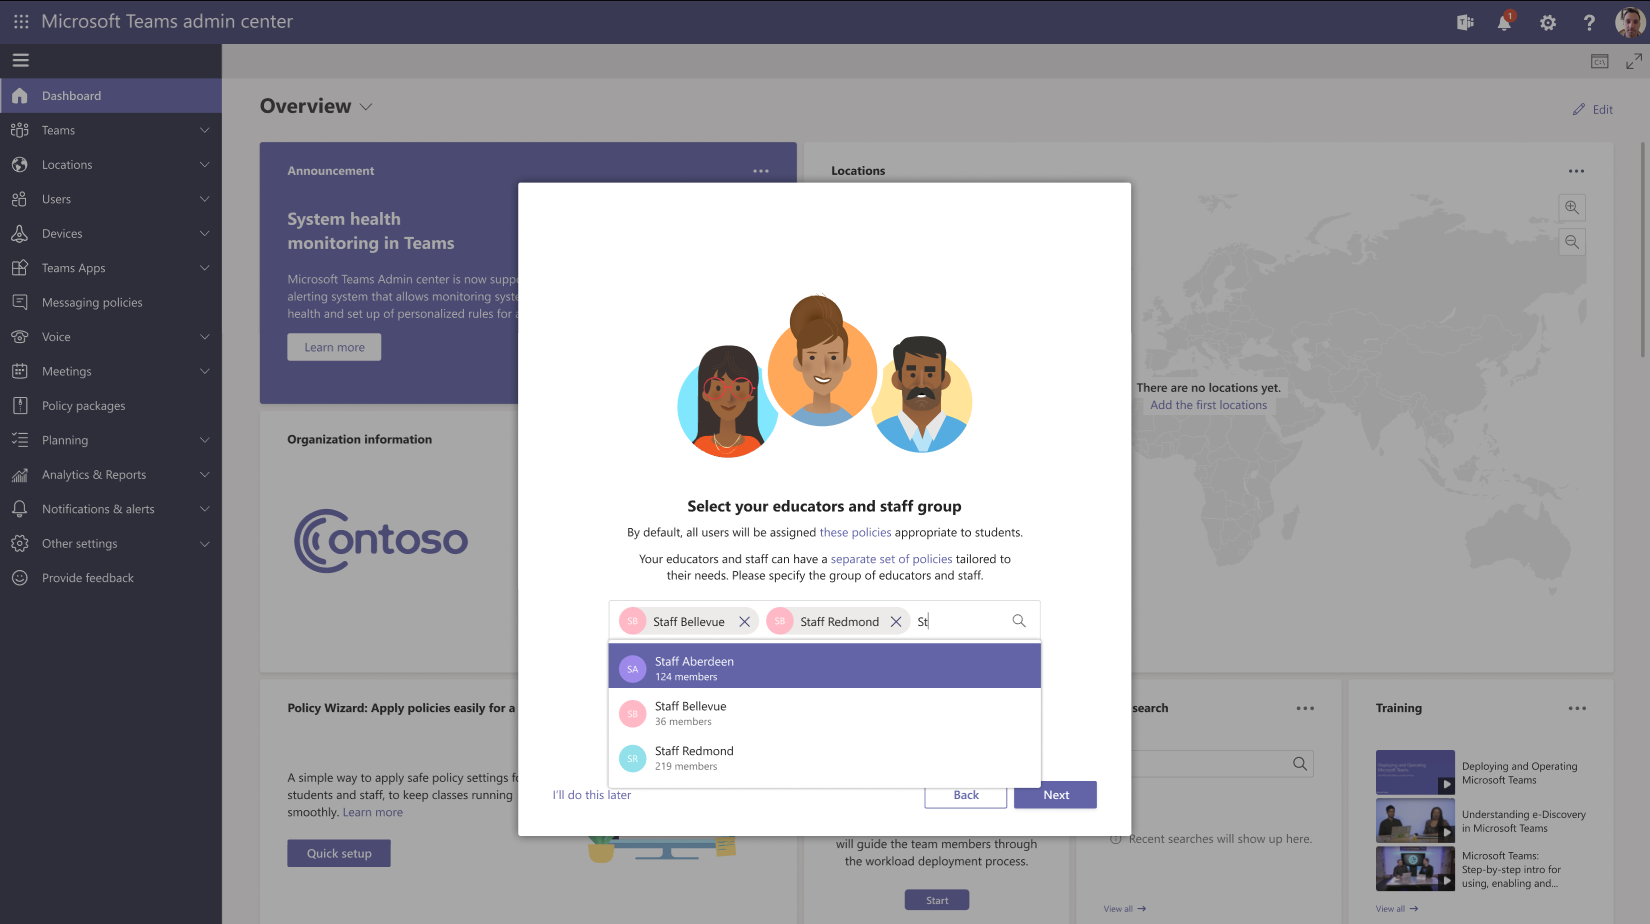 Microsoft Teams admin center
1
Dashboard
Teams
Locations
Users
Devices
Teams Apps
Messaging policies
Voice
Meetings
Policy packages
Planning
Analytics & Reports
Notifications & alerts
Other settings
Provide feedback
Overview
Edit
Announcement
System health
monitoring in Teams
Microsoft Teams Admin center is now
alerting system that allows monitoring
health and set up of personalized rules for
Learn more
Locations
There are no locations yet.
Add the first locations
Organization information
Contoso
Select your educators and staff group
By default, all users will be assigned these policies appropriate to students.
Your educators and staff can have a separate set of policies tailored to
their needs. Please specify the group of educators and staff.
SB Staff Bellevue SB Staff Redmond St
SA Staff Aberdeen
124 members
SB Staff Bellevue
36 members
SR Staff Redmond
219 members
I'll do this later
Back
Next
Policy Wizard: Apply policies easily for a
A simple way to apply safe policy settings
students and staff, to keep classes running
smoothly. Learn more
Quick setup
will guide the team members through
the workload deployment process.
Start
search
Recent searches will show up here.
View all
Training
Deploying and Operating
Microsoft Teams
Understanding e-Discovery
in Microsoft Teams
Microsoft Teams:
Step-by-step intro for
using, enabling and...
View all